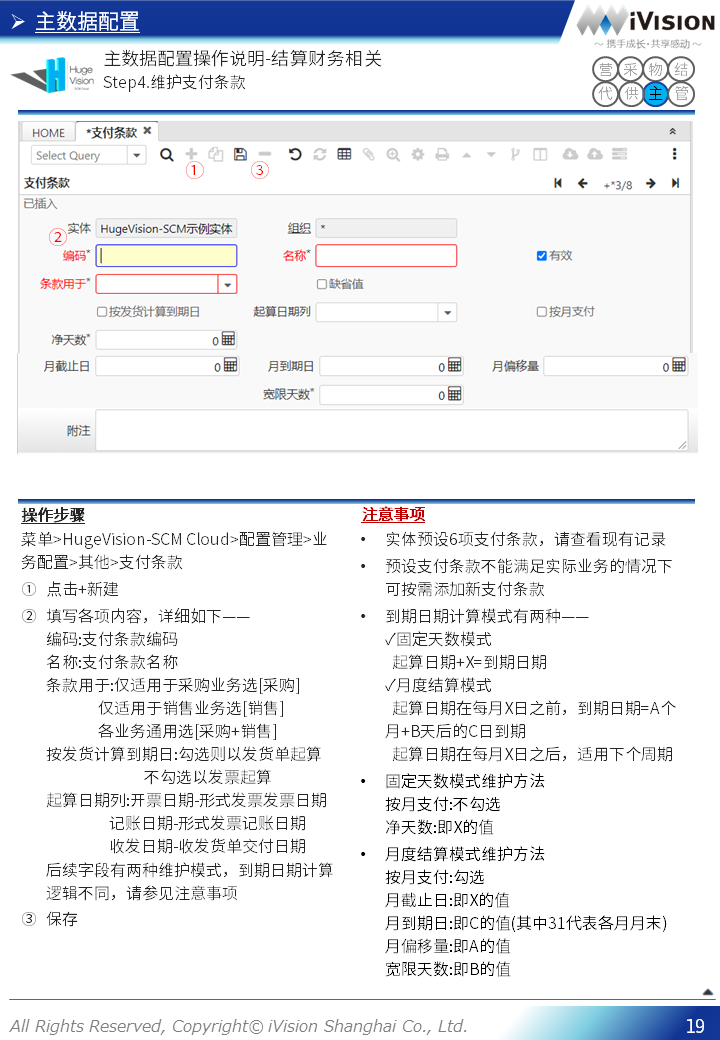 主数据配置
iVISION
～ 携手成长·共享感动 ～
主数据配置操作说明-结算财务相关
Step4.维护支付条款
Huge
Vision
营 采 物 结
代 供 主 管
HOME *支付条款 ✖
Select Query
① ③
支付条款 +*3/8
已插入
实体 HugeVision-SCM示例实体 组织 *
②
编码* 名称* 有效
条款用于* 缺省值
按发货计算到期日 起算日期列 按月支付
净天数* 0
月截止日 0 月到期日 0 月偏移量 0
宽限天数* 0
附注
操作步骤
菜单>HugeVision-SCM Cloud>配置管理>业
务配置>其他>支付条款
① 点击+新建
② 填写各项内容，详细如下——
编码:支付条款编码
名称:支付条款名称
条款用于:仅适用于采购业务选[采购]
仅适用于销售业务选[销售]
各业务通用选[采购+销售]
按发货计算到期日:勾选则以发货单起算
不勾选以发票起算
起算日期列:开票日期-形式发票发票日期
记账日期-形式发票记账日期
收发日期-收发货单交付日期
后续字段有两种维护模式，到期日期计算
逻辑不同，请参见注意事项
③ 保存
注意事项
• 实体预设6项支付条款，请查看现有记录
• 预设支付条款不能满足实际业务的情况下
可按需添加新支付条款
• 到期日期计算模式有两种——
✓固定天数模式
起算日期+X=到期日期
✓月度结算模式
起算日期在每月X日之前，到期日期=A个
月+B天后的C日到期
起算日期在每月X日之后，适用下个周期
• 固定天数模式维护方法
按月支付:不勾选
净天数:即X的值
• 月度结算模式维护方法
按月支付:勾选
月截止日:即X的值
月到期日:即C的值(其中31代表各月月末)
月偏移量:即A的值
宽限天数:即B的值
All Rights Reserved, Copyright© iVision Shanghai Co., Ltd.
19